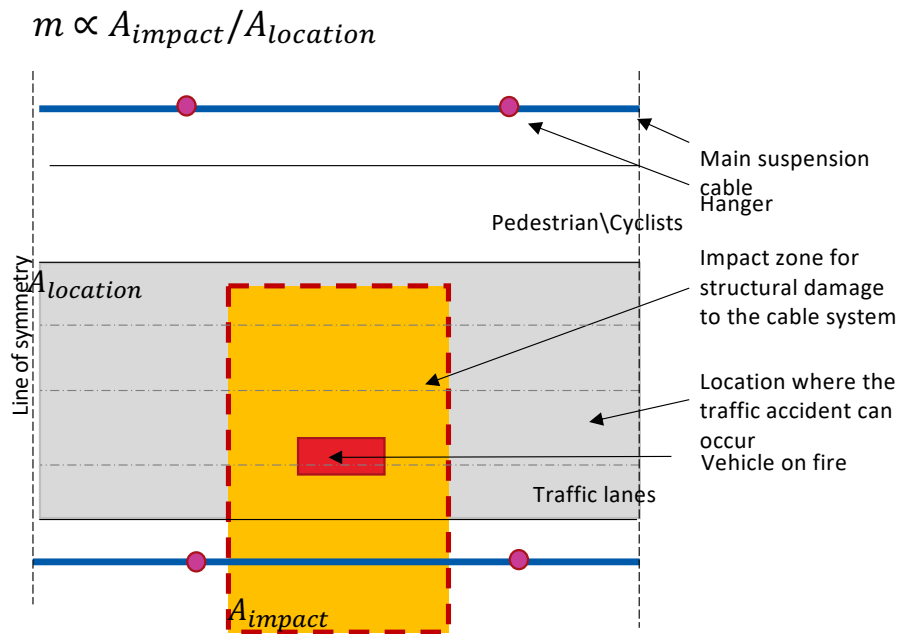 m ∝ A_impact/A_location
Main suspension
cable
Hanger
Pedestrian\Cyclists
Impact zone for
structural damage
to the cable system
Line of symmetry
A_location
Location where the
traffic accident can
occur
Vehicle on fire
Traffic lanes
A_impact